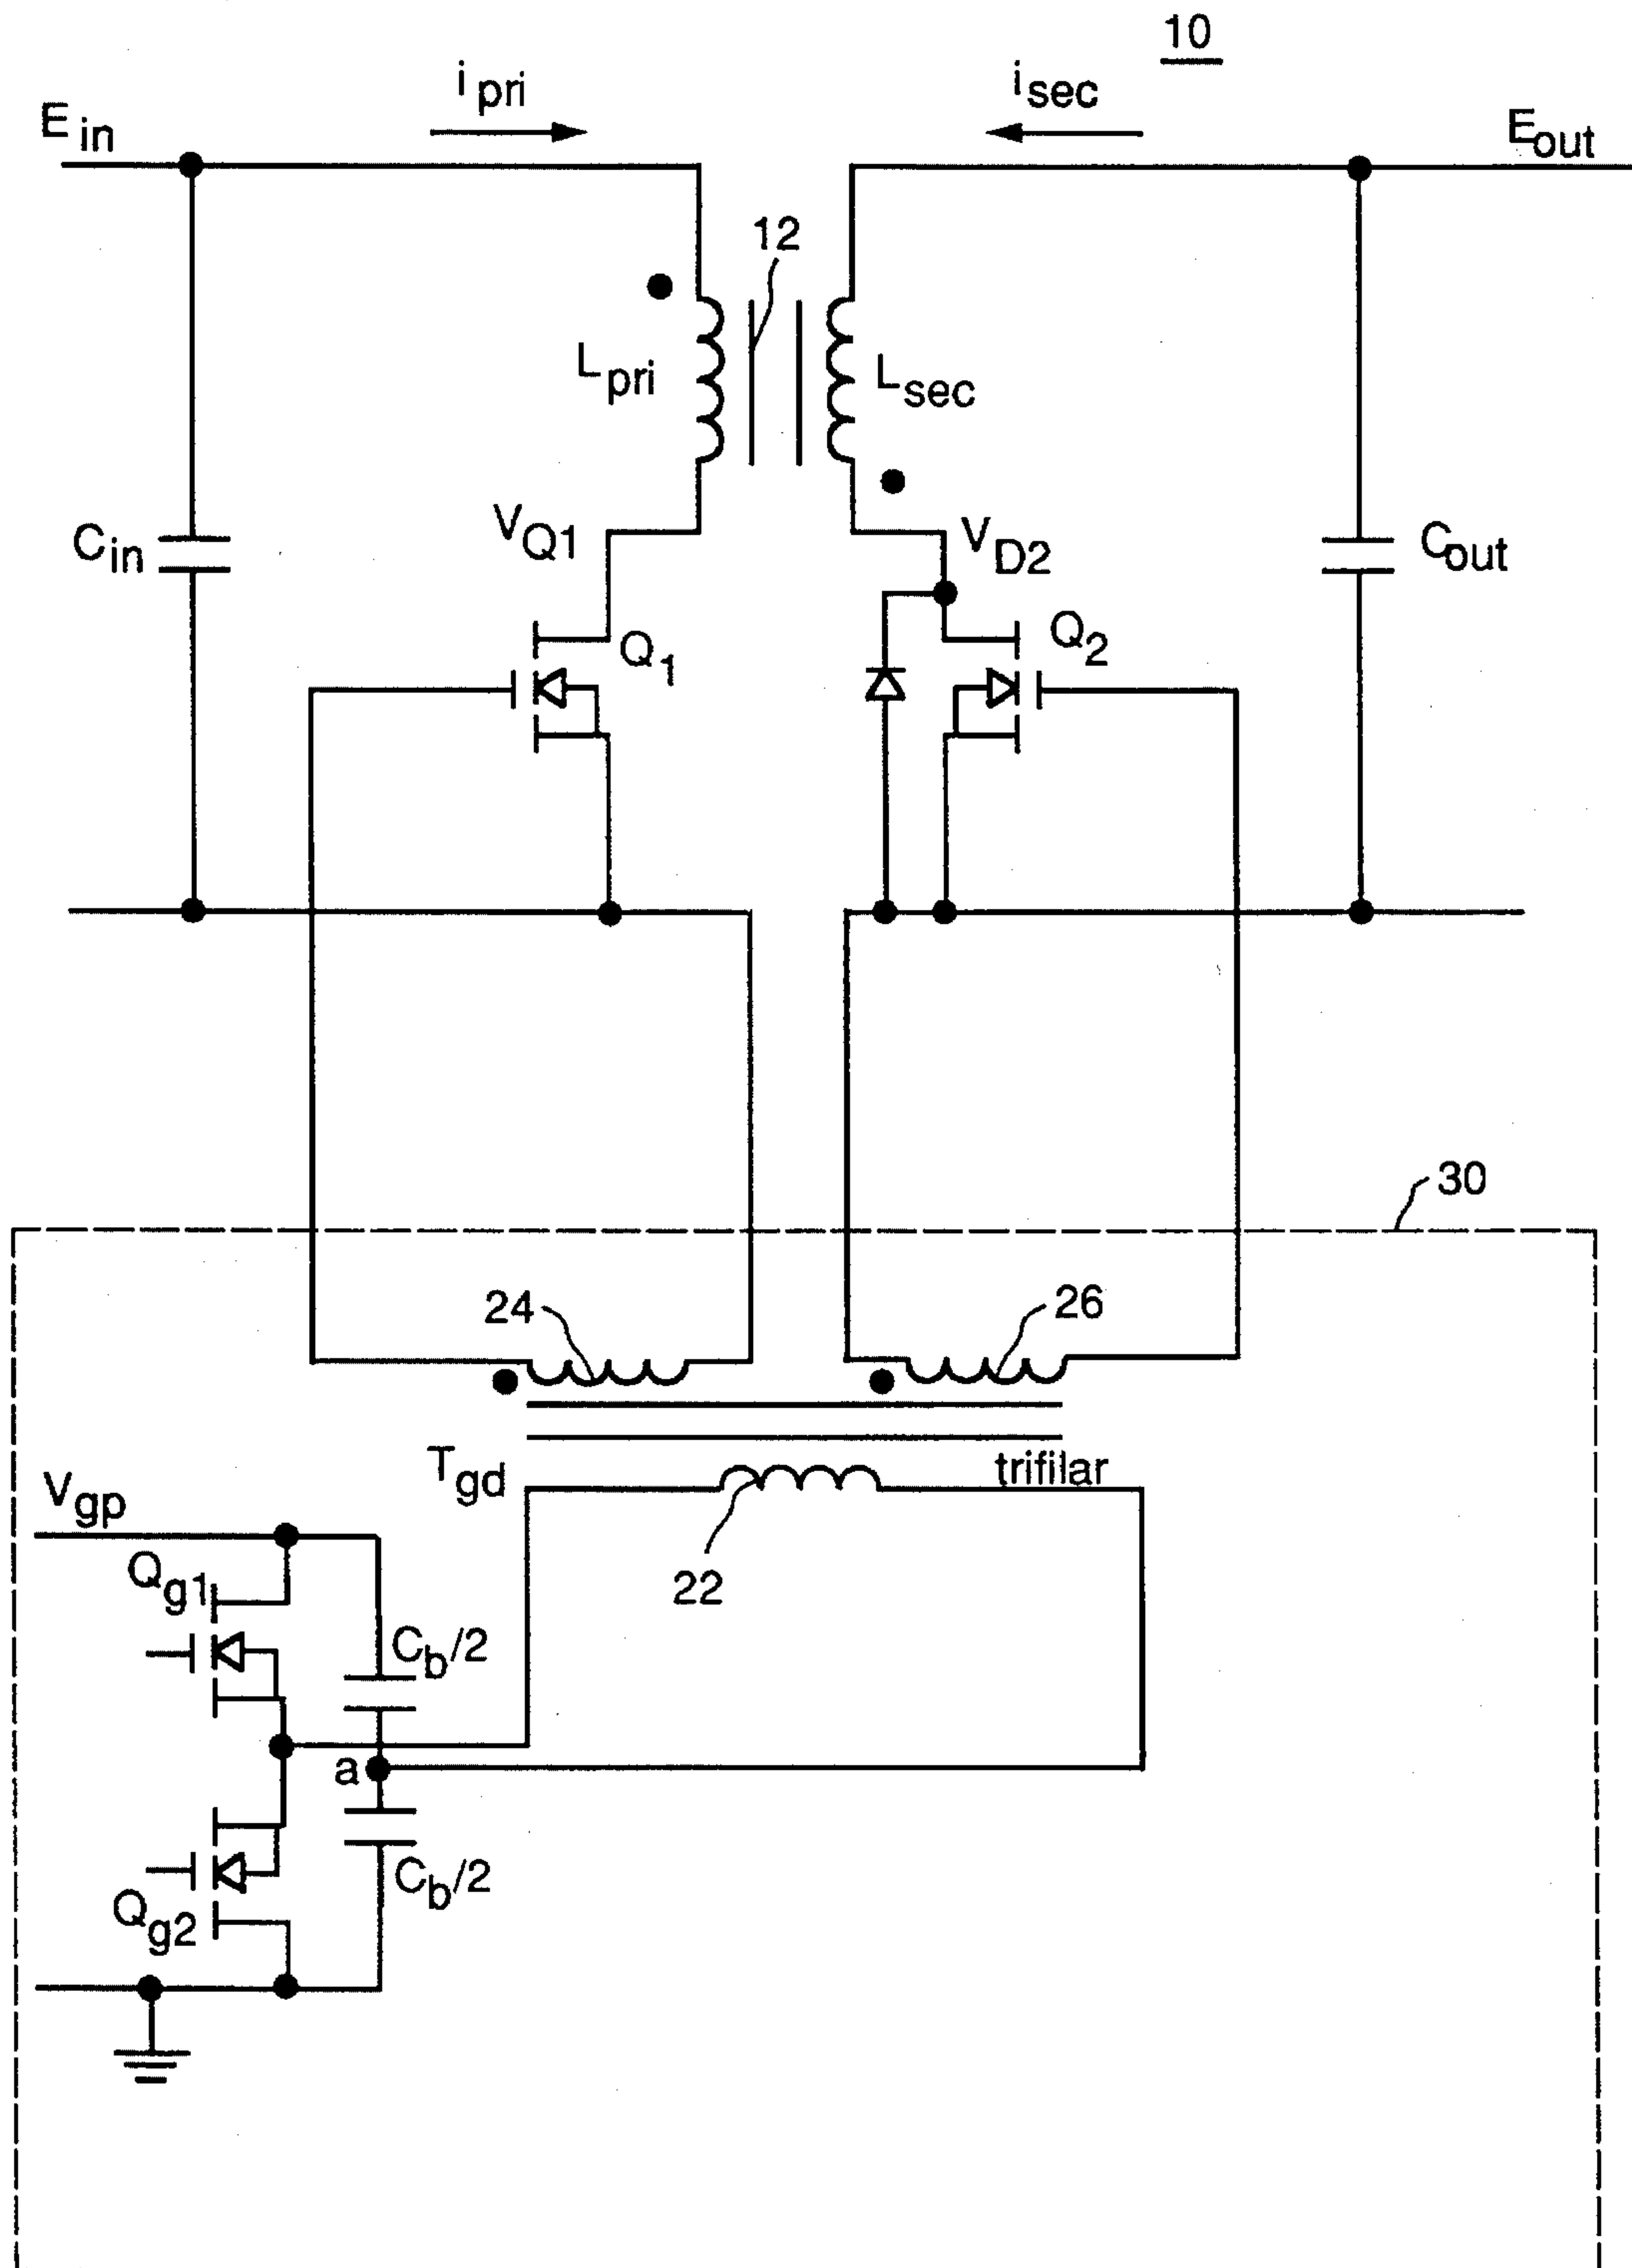 10
i pri
i sec
E in
E out
12
L pri
L sec
V Q1
V D2
C in
C out
Q 1
Q 2
30
24
26
T gd
trifilar
V gp
22
Q g1
C b/2
a
C b/2
Q g2